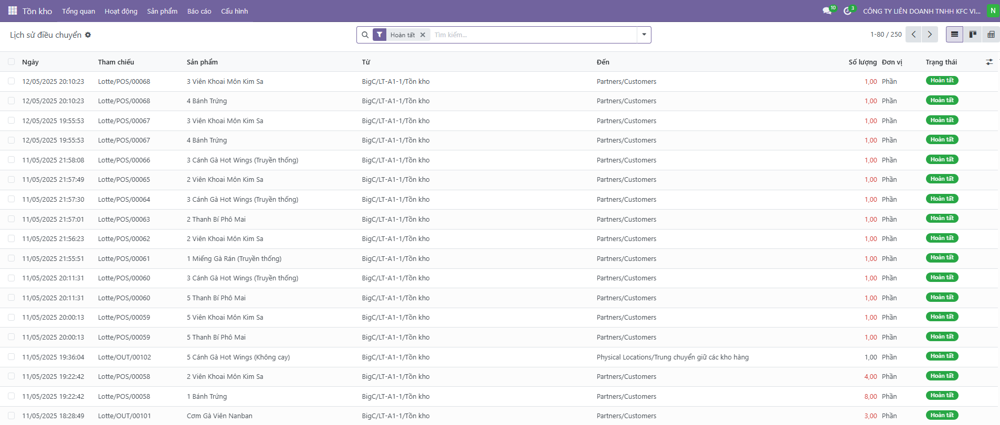 Tồn kho Tổng quan Hoạt động Sản phẩm Báo cáo Cấu hình 10 3 CÔNG TY LIÊN DOANH TNHH KFC VI... N
Lịch sử điều chuyển Hoàn tất Tìm kiếm... 1-80 / 250
Ngày Tham chiếu Sản phẩm Từ Đến Số lượng Đơn vị Trạng thái
12/05/2025 20:10:23 Lotte/POS/00068 3 Viên Khoai Môn Kim Sa BigC/LT-A1-1/Tồn kho Partners/Customers 1,00 Phần Hoàn tất
12/05/2025 20:10:23 Lotte/POS/00068 4 Bánh Trứng BigC/LT-A1-1/Tồn kho Partners/Customers 1,00 Phần Hoàn tất
12/05/2025 19:55:53 Lotte/POS/00067 3 Viên Khoai Môn Kim Sa BigC/LT-A1-1/Tồn kho Partners/Customers 1,00 Phần Hoàn tất
12/05/2025 19:55:53 Lotte/POS/00067 4 Bánh Trứng BigC/LT-A1-1/Tồn kho Partners/Customers 1,00 Phần Hoàn tất
11/05/2025 21:58:08 Lotte/POS/00066 3 Cánh Gà Hot Wings (Truyền thống) BigC/LT-A1-1/Tồn kho Partners/Customers 1,00 Phần Hoàn tất
11/05/2025 21:57:49 Lotte/POS/00065 2 Viên Khoai Môn Kim Sa BigC/LT-A1-1/Tồn kho Partners/Customers 1,00 Phần Hoàn tất
11/05/2025 21:57:30 Lotte/POS/00064 3 Cánh Gà Hot Wings (Truyền thống) BigC/LT-A1-1/Tồn kho Partners/Customers 1,00 Phần Hoàn tất
11/05/2025 21:57:01 Lotte/POS/00063 2 Thanh Bí Phô Mai BigC/LT-A1-1/Tồn kho Partners/Customers 1,00 Phần Hoàn tất
11/05/2025 21:56:23 Lotte/POS/00062 2 Viên Khoai Môn Kim Sa BigC/LT-A1-1/Tồn kho Partners/Customers 1,00 Phần Hoàn tất
11/05/2025 21:55:51 Lotte/POS/00061 1 Miếng Gà Rán (Truyền thống) BigC/LT-A1-1/Tồn kho Partners/Customers 1,00 Phần Hoàn tất
11/05/2025 20:11:31 Lotte/POS/00060 3 Cánh Gà Hot Wings (Truyền thống) BigC/LT-A1-1/Tồn kho Partners/Customers 1,00 Phần Hoàn tất
11/05/2025 20:11:31 Lotte/POS/00060 5 Thanh Bí Phô Mai BigC/LT-A1-1/Tồn kho Partners/Customers 1,00 Phần Hoàn tất
11/05/2025 20:00:13 Lotte/POS/00059 5 Viên Khoai Môn Kim Sa BigC/LT-A1-1/Tồn kho Partners/Customers 1,00 Phần Hoàn tất
11/05/2025 20:00:13 Lotte/POS/00059 5 Thanh Bí Phô Mai BigC/LT-A1-1/Tồn kho Partners/Customers 1,00 Phần Hoàn tất
11/05/2025 19:36:04 Lotte/OUT/00102 5 Cánh Gà Hot Wings (Không cay) BigC/LT-A1-1/Tồn kho Physical Locations/Trung chuyển giữ các kho hàng 1,00 Phần Hoàn tất
11/05/2025 19:22:42 Lotte/POS/00058 2 Viên Khoai Môn Kim Sa BigC/LT-A1-1/Tồn kho Partners/Customers 4,00 Phần Hoàn tất
11/05/2025 19:22:42 Lotte/POS/00058 1 Bánh Trứng BigC/LT-A1-1/Tồn kho Partners/Customers 8,00 Phần Hoàn tất
11/05/2025 18:28:49 Lotte/OUT/00101 Cơm Gà Viên Nanban BigC/LT-A1-1/Tồn kho Partners/Customers 3,00 Phần Hoàn tất